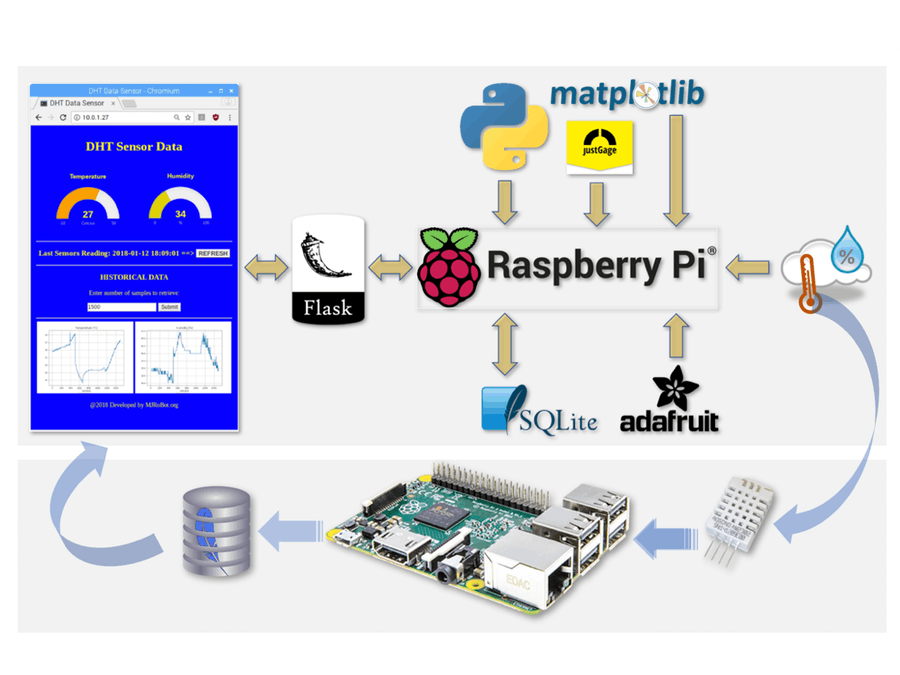 DHT Data Sensor - Chromium
DHT Data Sensor
10.0.1.27
DHT Sensor Data
Temperature
Humidity
27
34
Last Sensors Reading: 2018-01-12 18:09:01 ==> REFRESH
HISTORICAL DATA
Enter number of samples to retrieve:
1500
Submit
@2018 Developed by MJRoBot.org
Flask
matplotlib
justGage
Raspberry Pi®
%
SQLite
adafruit
EDAC